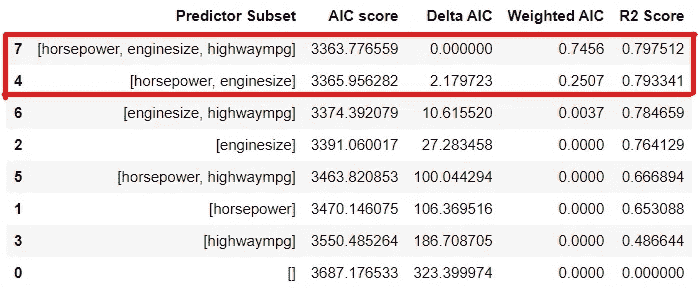 Predictor Subset AIC score Delta AIC Weighted AIC R2 Score
7 [horsepower, enginesize, highwaympg] 3363.776559 0.000000 0.7456 0.797512
4 [horsepower, enginesize] 3365.956282 2.179723 0.2507 0.793341
6 [enginesize, highwaympg] 3374.392079 10.615520 0.0037 0.784659
2 [enginesize] 3391.060017 27.283458 0.0000 0.764129
5 [horsepower, highwaympg] 3463.820853 100.044294 0.0000 0.666894
1 [horsepower] 3470.146075 106.369516 0.0000 0.653088
3 [highwaympg] 3550.485264 186.708705 0.0000 0.486644
0 [] 3687.176533 323.399974 0.0000 0.000000